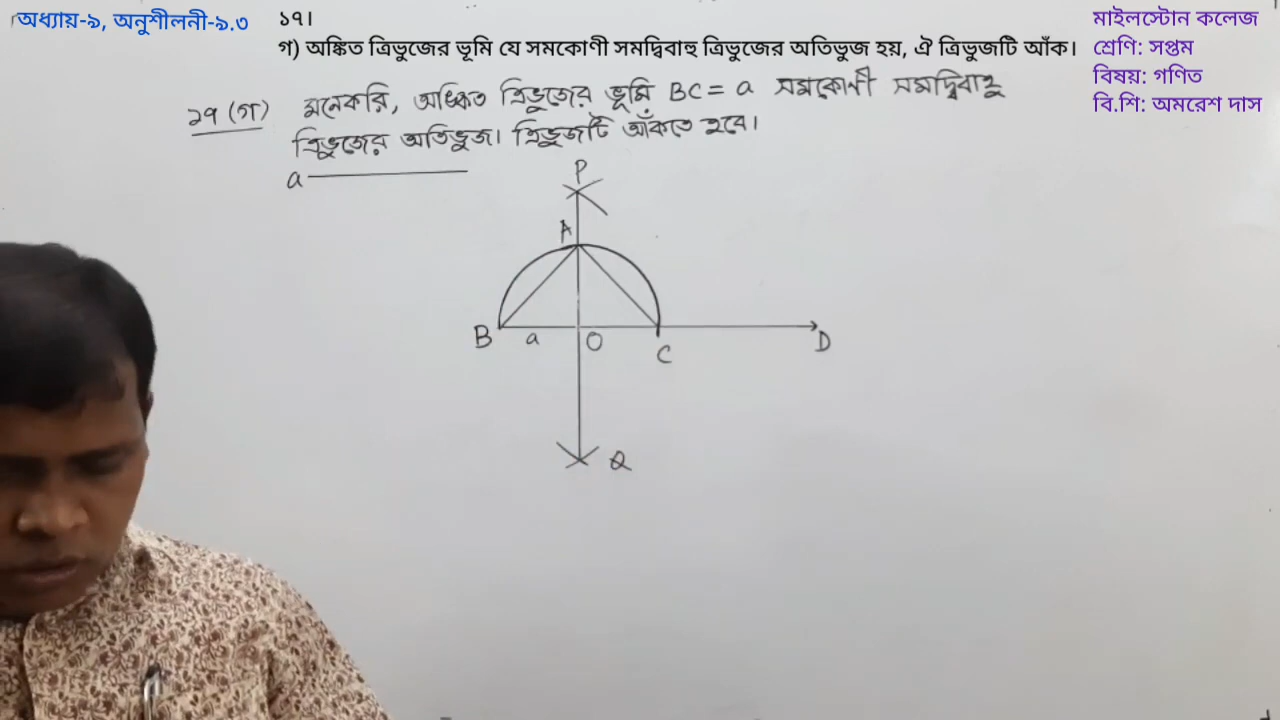 অধ্যায়-৯, অনুশীলনী-৯.৩
১৭।
গ) অঙ্কিত ত্রিভুজের ভূমি যে সমকোণী সমদ্বিবাহু ত্রিভুজের অতিভুজ হয়, ঐ ত্রিভুজটি আঁক।
মাইলস্টোন কলেজ
শ্রেণি: সপ্তম
বিষয়: গণিত
বি.শি: অমরেশ দাস
১৭ (গ) মনেকরি, অঙ্কিত ত্রিভুজের ভূমি BC = a সমকোণী সমদ্বিবাহু
ত্রিভুজের অতিভুজ। ত্রিভুজটি আঁকতে হবে।
a
P
A
B a O C D
Q